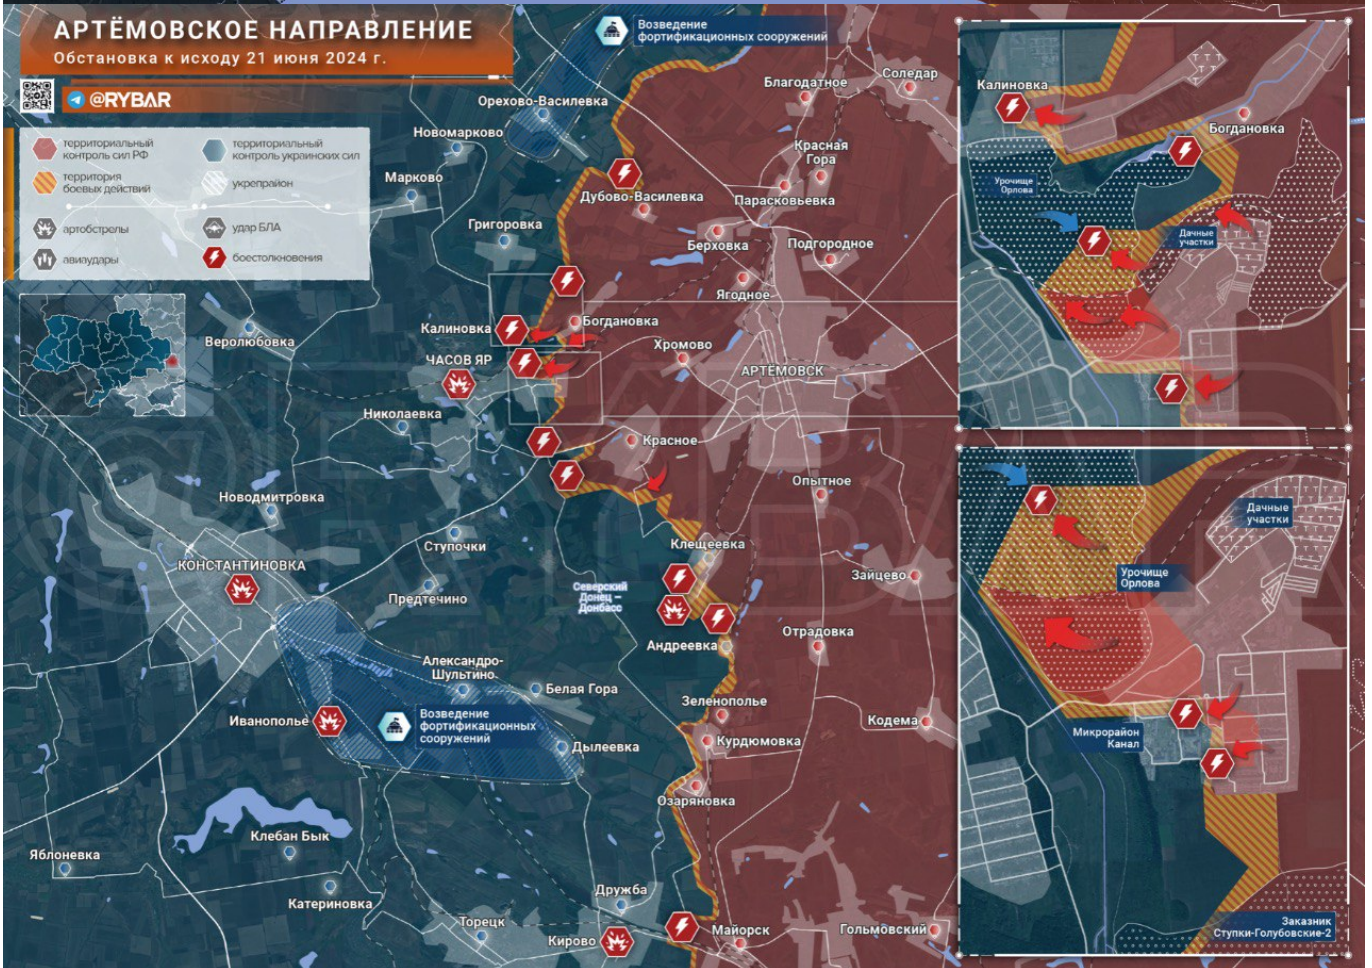 АРТЁМОВСКОЕ НАПРАВЛЕНИЕ
Обстановка к исходу 21 июня 2024 г.
@RYBAR
территориальный
контроль сил РФ
территориальный
контроль украинских сил
территория
боевых действий
укрепрайон
артобстрелы
удар БЛА
авиаудары
боестолкновения
Возведение
фортификационных сооружений
Орехово-Васильевка
Новомарково
Марково
Григоровка
Благодатное
Соледар
Красная
Гора
Дубово-Василевка
Парасковьевка
Берховка
Подгородное
Ягодное
Богдановка
Калиновка
ЧАСОВ ЯР
Хромово
АРТЁМОВСК
Веролюбовка
Николаевка
Красное
Опытное
Новодмитровка
Ступочки
Клещеевка
КОНСТАНТИНОВКА
Зайцево
Предтечино
Северский
Донец –
Донбасс
Отрадовка
Андреевка
Александро-
Шультино
Белая Гора
Зеленополье
Иванополье
Возведение
фортификационных
сооружений
Кодема
Курдюмовка
Дылеевка
Озаряновка
Клебан Бык
Яблоневка
Катериновка
Дружба
Торецк
Кирово
Майорск
Гольмовский
Калиновка
Богдановка
Урочище
Орлова
Дачные
участки
Дачные
участки
Урочище
Орлова
Микрорайон
Канал
Заказник
Ступки-Голубовские-2
@RYBAR